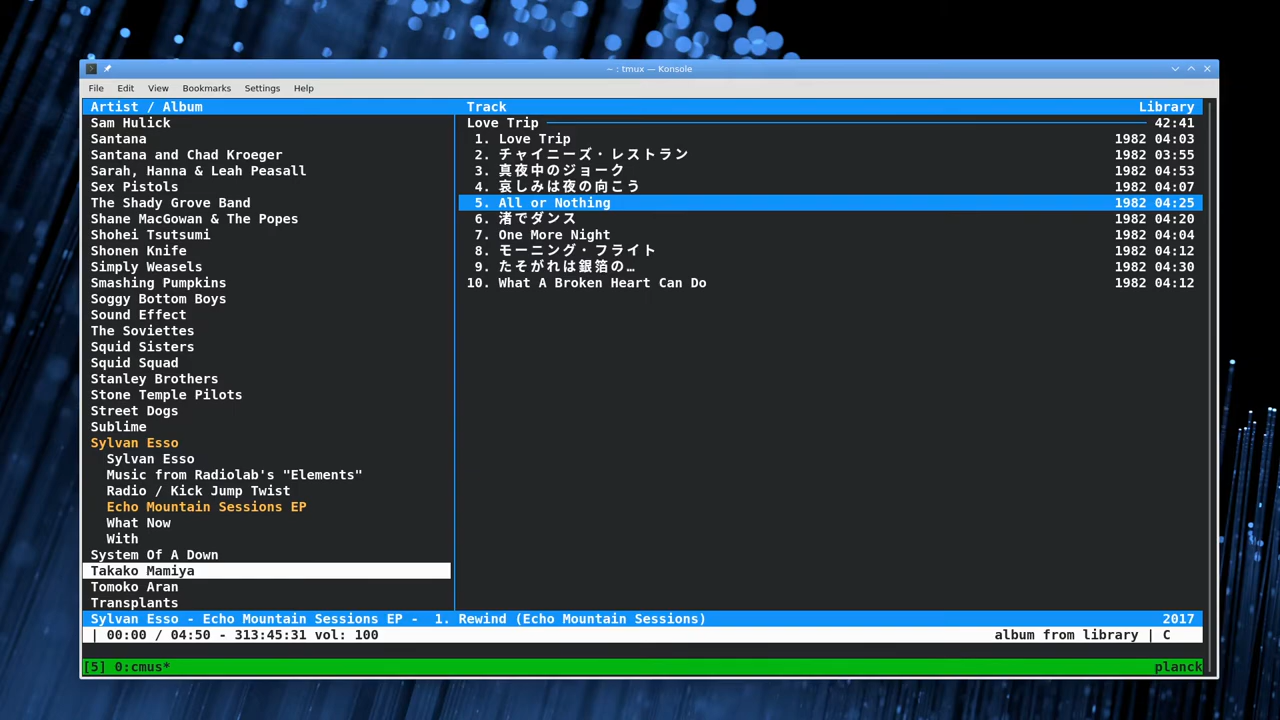 ~ : tmux — Konsole
File Edit View Bookmarks Settings Help
Artist / Album Track Library
Sam Hulick
Santana
Santana and Chad Kroeger
Sarah, Hanna & Leah Peasall
Sex Pistols
The Shady Grove Band
Shane MacGowan & The Popes
Shohei Tsutsumi
Shonen Knife
Simply Weasels
Smashing Pumpkins
Soggy Bottom Boys
Sound Effect
The Soviettes
Squid Sisters
Squid Squad
Stanley Brothers
Stone Temple Pilots
Street Dogs
Sublime
Sylvan Esso
Sylvan Esso
Music from Radiolab's "Elements"
Radio / Kick Jump Twist
Echo Mountain Sessions EP
What Now
With
System Of A Down
Takako Mamiya
Tomoko Aran
Transplants
Love Trip 42:41
1. Love Trip 1982 04:03
2. チャイニーズ・レストラン 1982 03:55
3. 真夜中のジョーク 1982 04:53
4. 哀しみは夜の向こう 1982 04:07
5. All or Nothing 1982 04:25
6. 渚でダンス 1982 04:20
7. One More Night 1982 04:04
8. モーニング・フライト 1982 04:12
9. たそがれは銀箔の… 1982 04:30
10. What A Broken Heart Can Do 1982 04:12
Sylvan Esso - Echo Mountain Sessions EP - 1. Rewind (Echo Mountain Sessions) 2017
| 00:00 / 04:50 - 313:45:31 vol: 100 album from library | C
[5] 0:cmus* planck